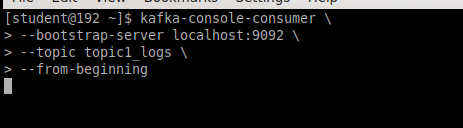 [student@192 ~]$ kafka-console-consumer \
> --bootstrap-server localhost:9092 \
> --topic topic1_logs \
> --from-beginning